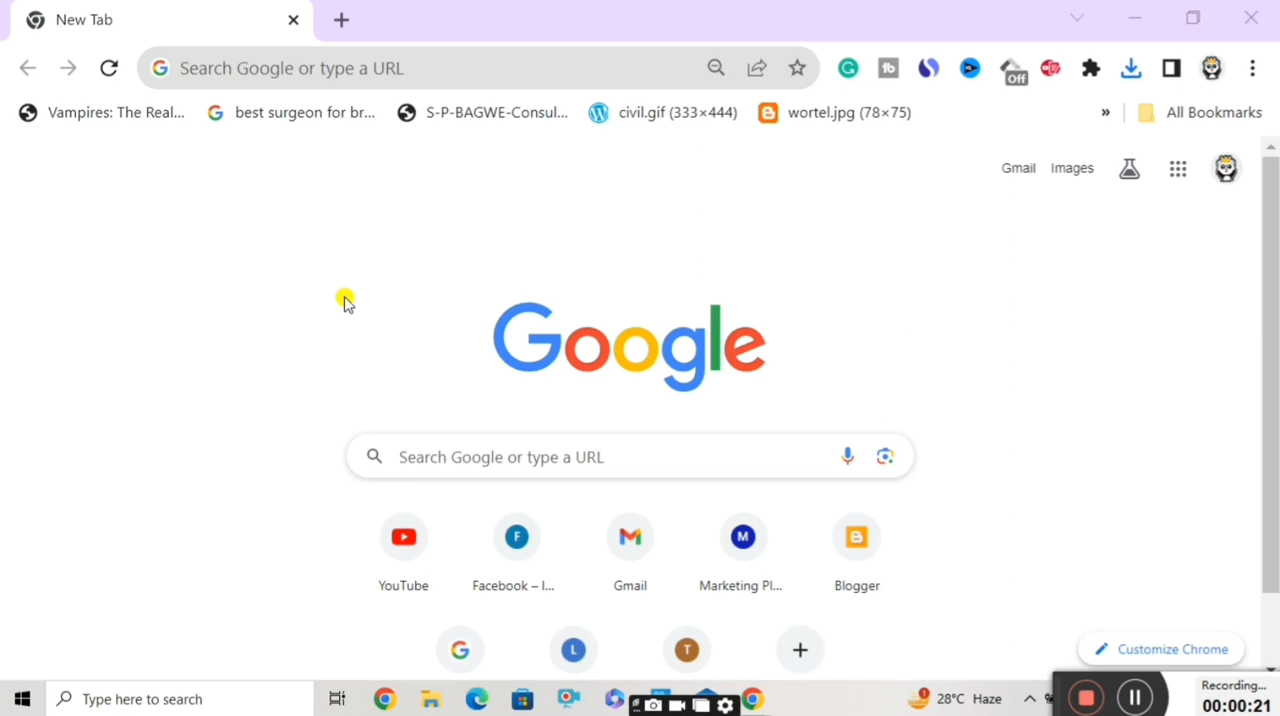 New Tab
Search Google or type a URL
Off
Vampires: The Real...
best surgeon for br...
S-P-BAGWE-Consul...
civil.gif (333×444)
wortel.jpg (78×75)
»
All Bookmarks
Gmail
Images
Google
Search Google or type a URL
F
M
YouTube
Facebook – I...
Gmail
Marketing Pl...
Blogger
L
T
Customize Chrome
Type here to search
28°C Haze
Recording...
00:00:21